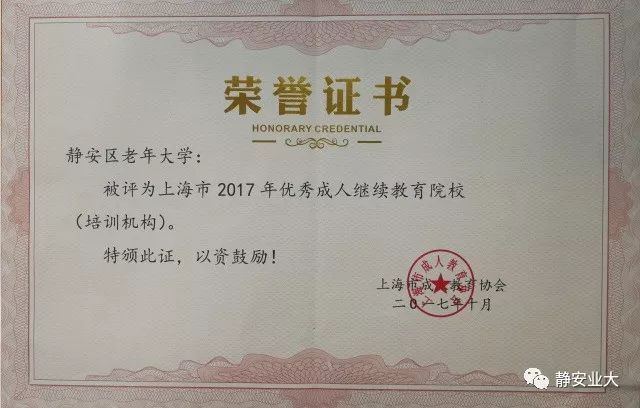 荣誉证书
HONORARY CREDENTIAL
静安区老年大学：
被评为上海市2017年优秀成人继续教育院校
（培训机构）。
特颁此证，以资鼓励！
上海市成人教育协会
二0一七年十月
静安业大